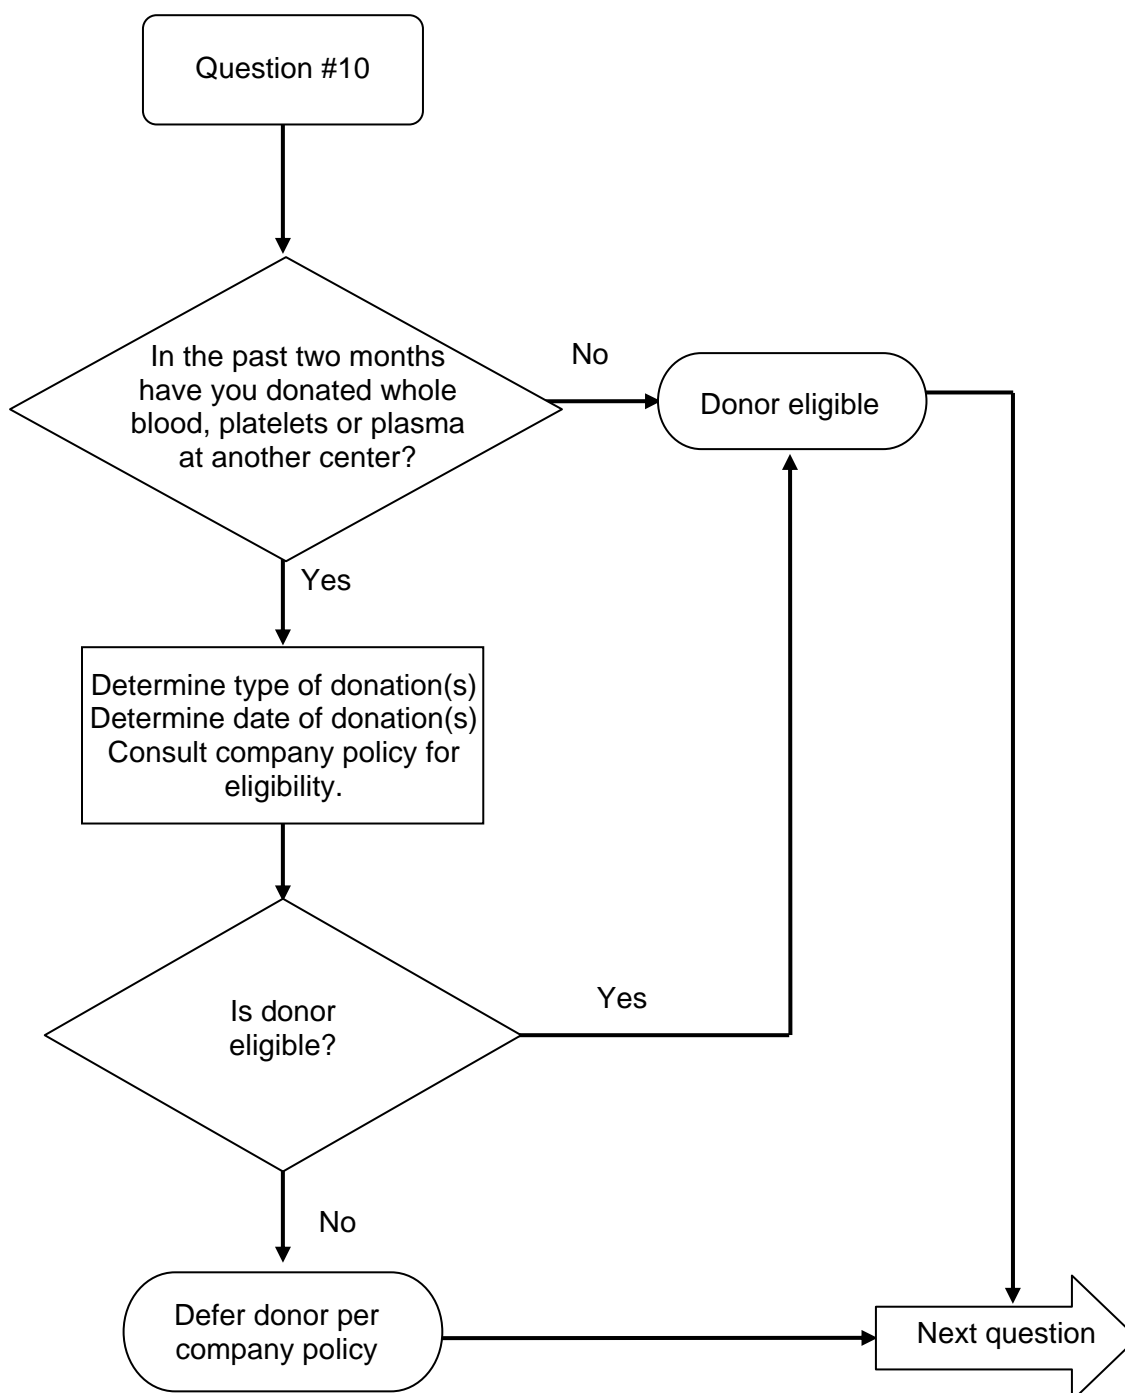 Question #10
In the past two months
have you donated whole
blood, platelets or plasma
at another center?
No
Donor eligible
Yes
Determine type of donation(s)
Determine date of donation(s)
Consult company policy for
eligibility.
Is donor
eligible?
Yes
No
Defer donor per
company policy
Next question